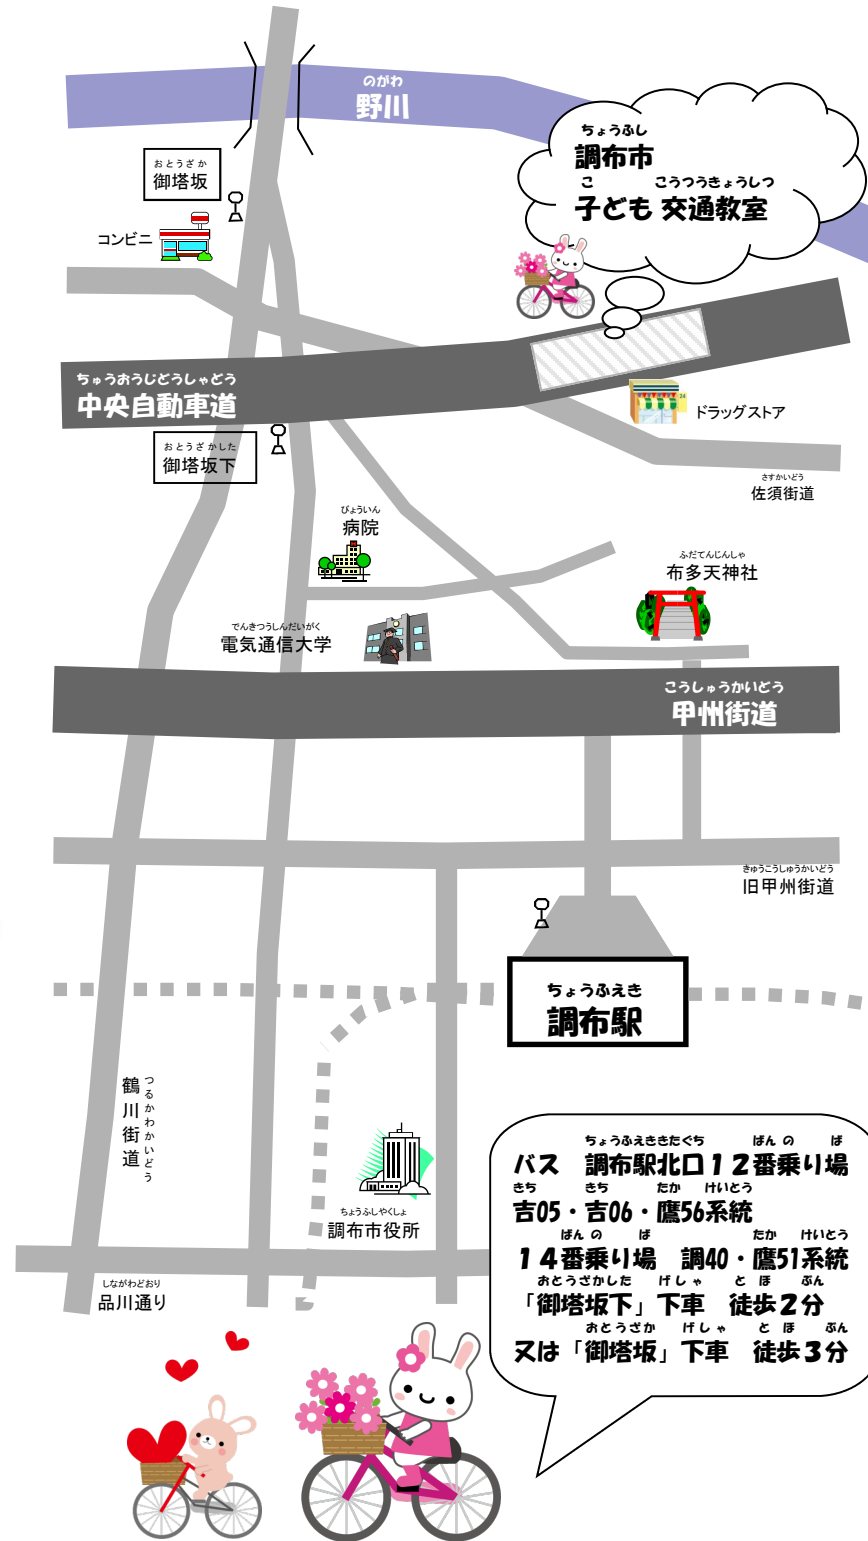 のがわ
野川
ちょうふし
調布市
こ こうつうきょうしつ
子ども 交通教室
おとうざか
御塔坂
コンビニ
ちゅうおうじどうしゃどう
中央自動車道
ドラッグストア
おとうざかした
御塔坂下
さすかいどう
佐須街道
びょういん
病院
ふだてんじんしゃ
布多天神社
でんきつうしんだいがく
電気通信大学
こうしゅうかいどう
甲州街道
きゅうこうしゅうかいどう
旧甲州街道
ちょうふえき
調布駅
つるかわかいどう
鶴川街道
ちょうふしやくしょ
調布市役所
しながわどおり
品川通り
ちょうふえききたぐち ばん の ば
バス 調布駅北口12番乗り場
きち きち たか けいとう
吉05・吉06・鷹56系統
ばん の ば たか けいとう
14番乗り場 調40・鷹51系統
おとうざかした げしゃ と ほ ぷん
「御塔坂下」下車 徒歩2分
おとうざか げしゃ と ほ ぷん
又は「御塔坂」下車 徒歩3分